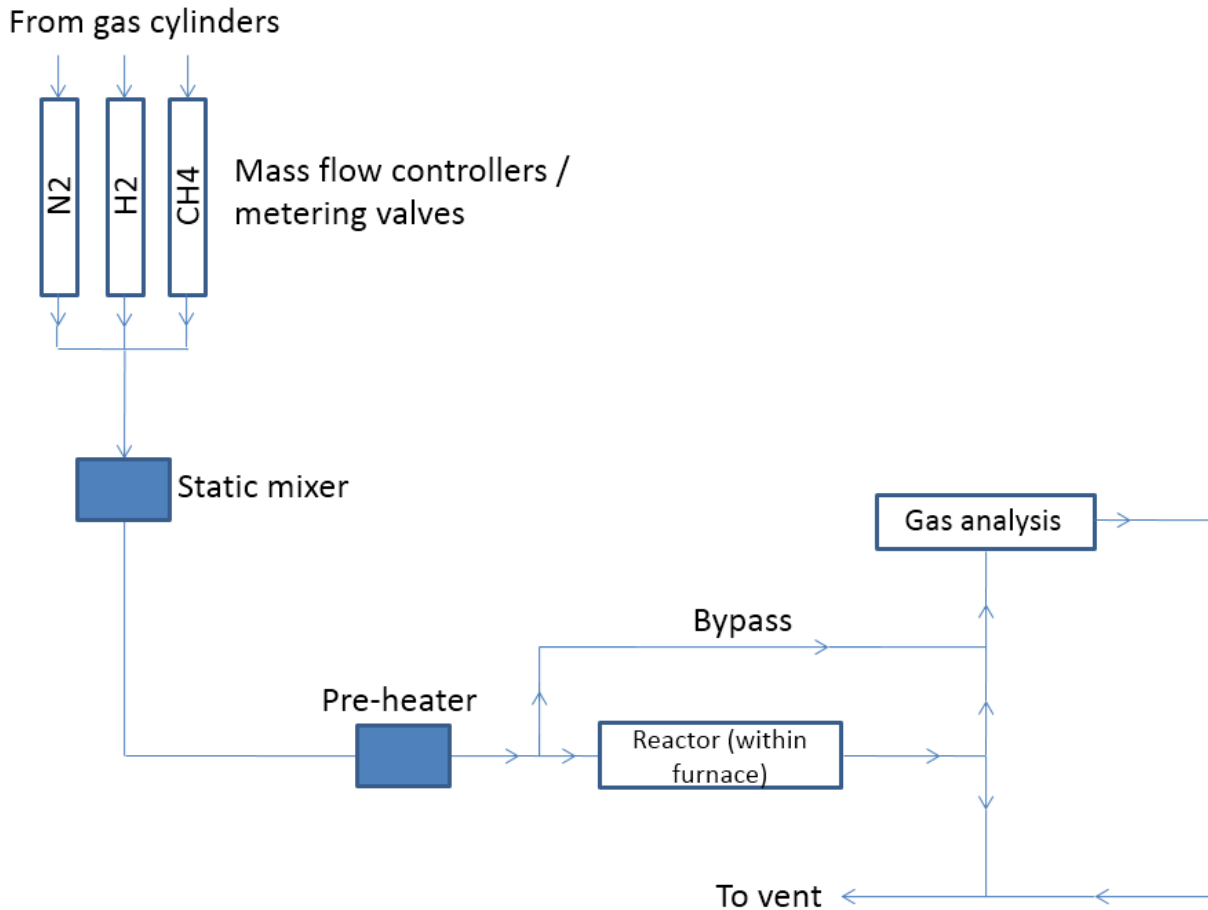 From gas cylinders
N2
H2
CH4
Mass flow controllers /
metering valves
Static mixer
Gas analysis
Bypass
Pre-heater
Reactor (within
furnace)
To vent